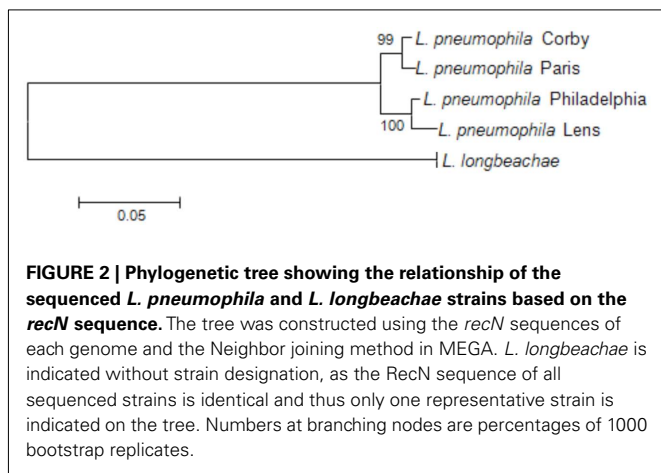 99
L. pneumophila Corby
L. pneumophila Paris
L. pneumophila Philadelphia
100
L. pneumophila Lens
L. longbeachae
0.05
FIGURE 2 | Phylogenetic tree showing the relationship of the
sequenced L. pneumophila and L. longbeachae strains based on the
recN sequence. The tree was constructed using the recN sequences of
each genome and the Neighbor joining method in MEGA. L. longbeachae is
indicated without strain designation, as the RecN sequence of all
sequenced strains is identical and thus only one representative strain is
indicated on the tree. Numbers at branching nodes are percentages of 1000
bootstrap replicates.